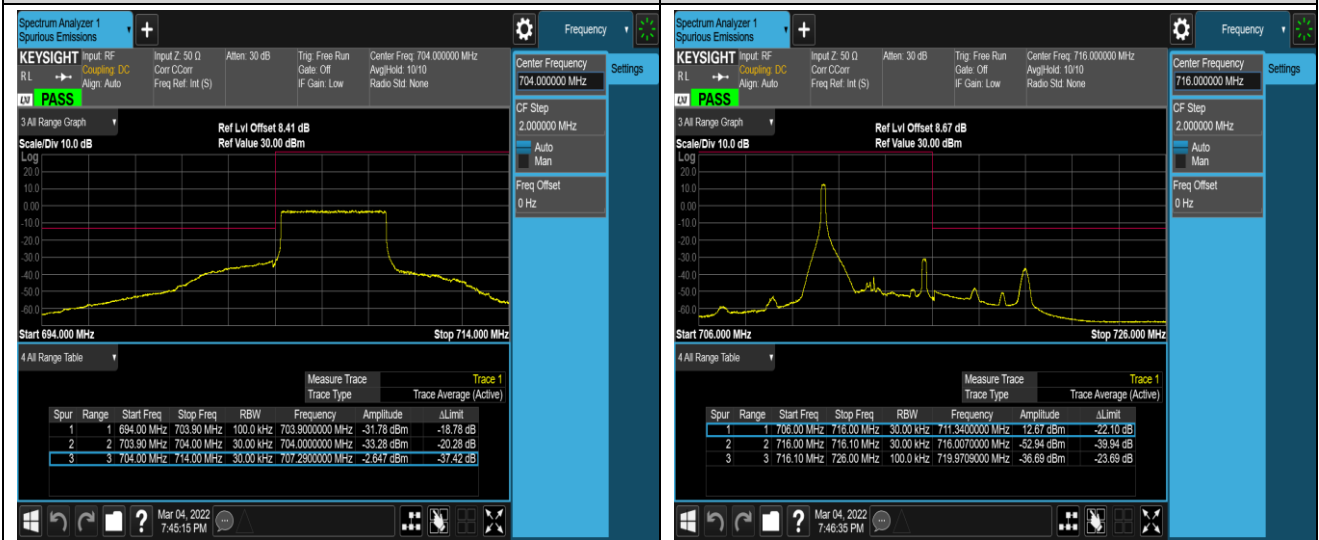 Spectrum Analyzer 1
Spurious Emissions
+
Frequency
KEYSIGHT Input: RF Input Z: 50 Ω Atten: 30 dB Trig: Free Run Center Freq: 704.000000 MHz
RL Coupling: DC Corr CCorr Gate: Off Avg|Hold: 10/10
Align: Auto Freq Ref: Int (S) IF Gain: Low Radio Std: None
LXI PASS
Center Frequency
704.000000 MHz
Settings
CF Step
2.000000 MHz
Auto
Man
Freq Offset
0 Hz
3 All Range Graph
Ref Lvl Offset 8.41 dB
Scale/Div 10.0 dB Ref Value 30.00 dBm
Log
20.0
10.0
0.00
-10.0
-20.0
-30.0
-40.0
-50.0
-60.0
Start 694.000 MHz Stop 714.000 MHz
4 All Range Table
Measure Trace Trace 1
Trace Type Trace Average (Active)
Spur Range Start Freq Stop Freq RBW Frequency Amplitude ΔLimit
1 1 694.00 MHz 703.90 MHz 100.0 kHz 703.9000000 MHz -31.78 dBm -18.78 dB
2 2 703.90 MHz 704.00 MHz 30.00 kHz 704.0000000 MHz -33.28 dBm -20.28 dB
3 3 704.00 MHz 714.00 MHz 30.00 kHz 707.2900000 MHz -2.647 dBm -37.42 dB
?
Mar 04, 2022
7:45:15 PM
Spectrum Analyzer 1
Spurious Emissions
+
Frequency
KEYSIGHT Input: RF Input Z: 50 Ω Atten: 30 dB Trig: Free Run Center Freq: 716.000000 MHz
RL Coupling: DC Corr CCorr Gate: Off Avg|Hold: 10/10
Align: Auto Freq Ref: Int (S) IF Gain: Low Radio Std: None
LXI PASS
Center Frequency
716.000000 MHz
Settings
CF Step
2.000000 MHz
Auto
Man
Freq Offset
0 Hz
3 All Range Graph
Ref Lvl Offset 8.67 dB
Scale/Div 10.0 dB Ref Value 30.00 dBm
Log
20.0
10.0
0.00
-10.0
-20.0
-30.0
-40.0
-50.0
-60.0
Start 706.000 MHz Stop 726.000 MHz
4 All Range Table
Measure Trace Trace 1
Trace Type Trace Average (Active)
Spur Range Start Freq Stop Freq RBW Frequency Amplitude ΔLimit
1 1 706.00 MHz 716.00 MHz 30.00 kHz 711.3400000 MHz 12.67 dBm -22.10 dB
2 2 716.00 MHz 716.10 MHz 30.00 kHz 716.0070000 MHz -52.94 dBm -39.94 dB
3 3 716.10 MHz 726.00 MHz 100.0 kHz 719.9709000 MHz -36.69 dBm -23.69 dB
?
Mar 04, 2022
7:46:35 PM